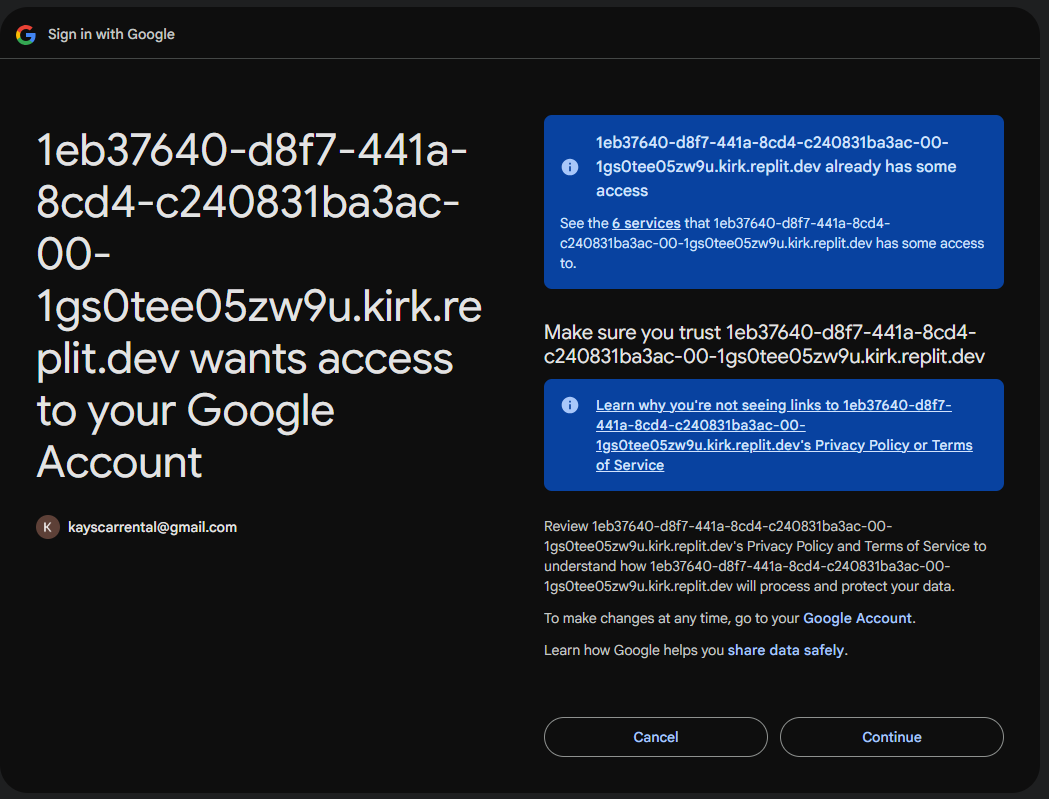 Sign in with Google
1eb37640-d8f7-441a-
8cd4-c240831ba3ac-
00-
1gs0tee05zw9u.kirk.re
plit.dev wants access
to your Google
Account
K
kayscarrental@gmail.com
1eb37640-d8f7-441a-8cd4-c240831ba3ac-00-
1gs0tee05zw9u.kirk.replit.dev already has some
access
See the 6 services that 1eb37640-d8f7-441a-8cd4-
c240831ba3ac-00-1gs0tee05zw9u.kirk.replit.dev has some access
to.
Make sure you trust 1eb37640-d8f7-441a-8cd4-
c240831ba3ac-00-1gs0tee05zw9u.kirk.replit.dev
Learn why you're not seeing links to 1eb37640-d8f7-
441a-8cd4-c240831ba3ac-00-
1gs0tee05zw9u.kirk.replit.dev's Privacy Policy or Terms
of Service
Review 1eb37640-d8f7-441a-8cd4-c240831ba3ac-00-
1gs0tee05zw9u.kirk.replit.dev's Privacy Policy and Terms of Service to
understand how 1eb37640-d8f7-441a-8cd4-c240831ba3ac-00-
1gs0tee05zw9u.kirk.replit.dev will process and protect your data.
To make changes at any time, go to your Google Account.
Learn how Google helps you share data safely.
Cancel
Continue